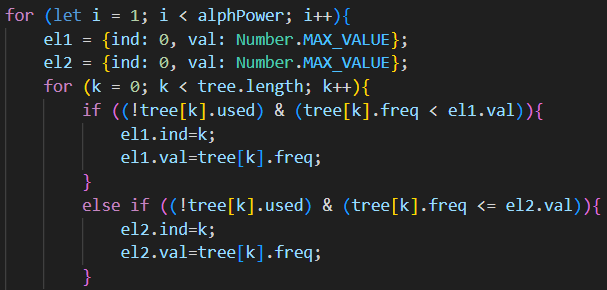 for (let i = 1; i < alphPower; i++){
    el1 = {ind: 0, val: Number.MAX_VALUE};
    el2 = {ind: 0, val: Number.MAX_VALUE};
    for (k = 0; k < tree.length; k++){
        if ((!tree[k].used) & (tree[k].freq < el1.val)){
            el1.ind=k;
            el1.val=tree[k].freq;
        }
        else if ((!tree[k].used) & (tree[k].freq <= el2.val)){
            el2.ind=k;
            el2.val=tree[k].freq;
        }